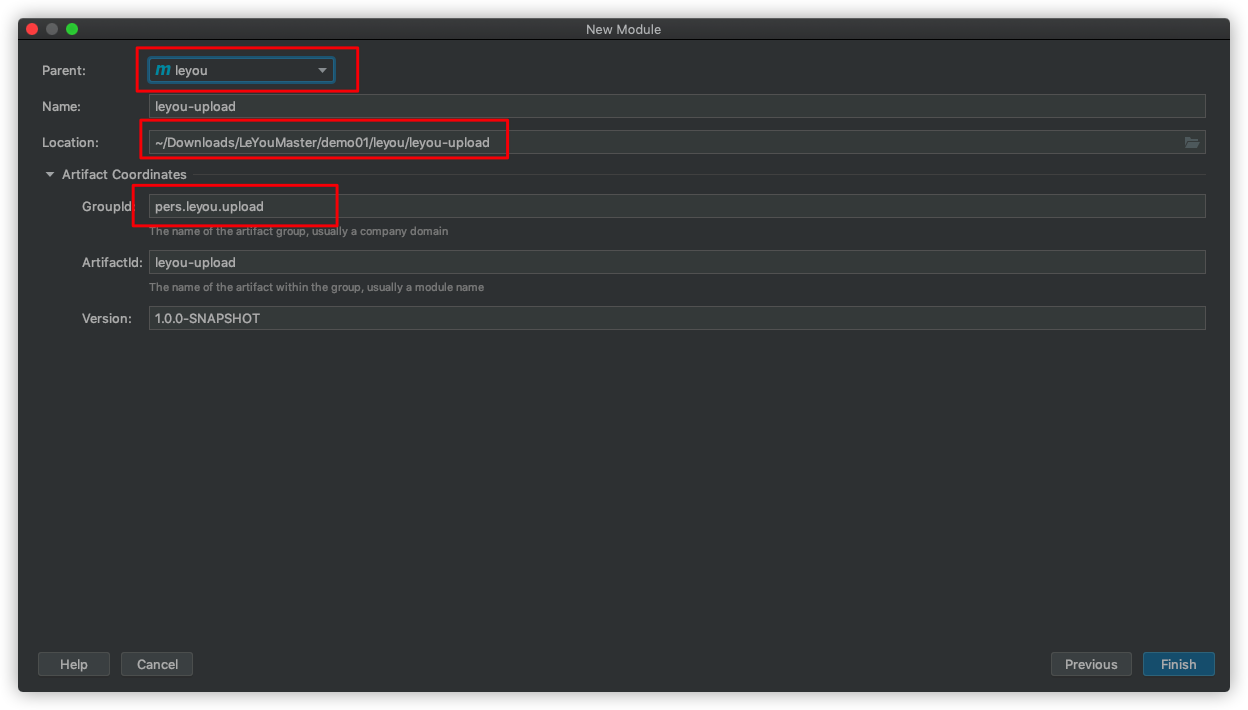 New Module
Parent: m leyou
Name: leyou-upload
Location: ~/Downloads/LeYouMaster/demo01/leyou/leyou-upload
Artifact Coordinates
GroupId: pers.leyou.upload
The name of the artifact group, usually a company domain
ArtifactId: leyou-upload
The name of the artifact within the group, usually a module name
Version: 1.0.0-SNAPSHOT
Help Cancel Previous Finish